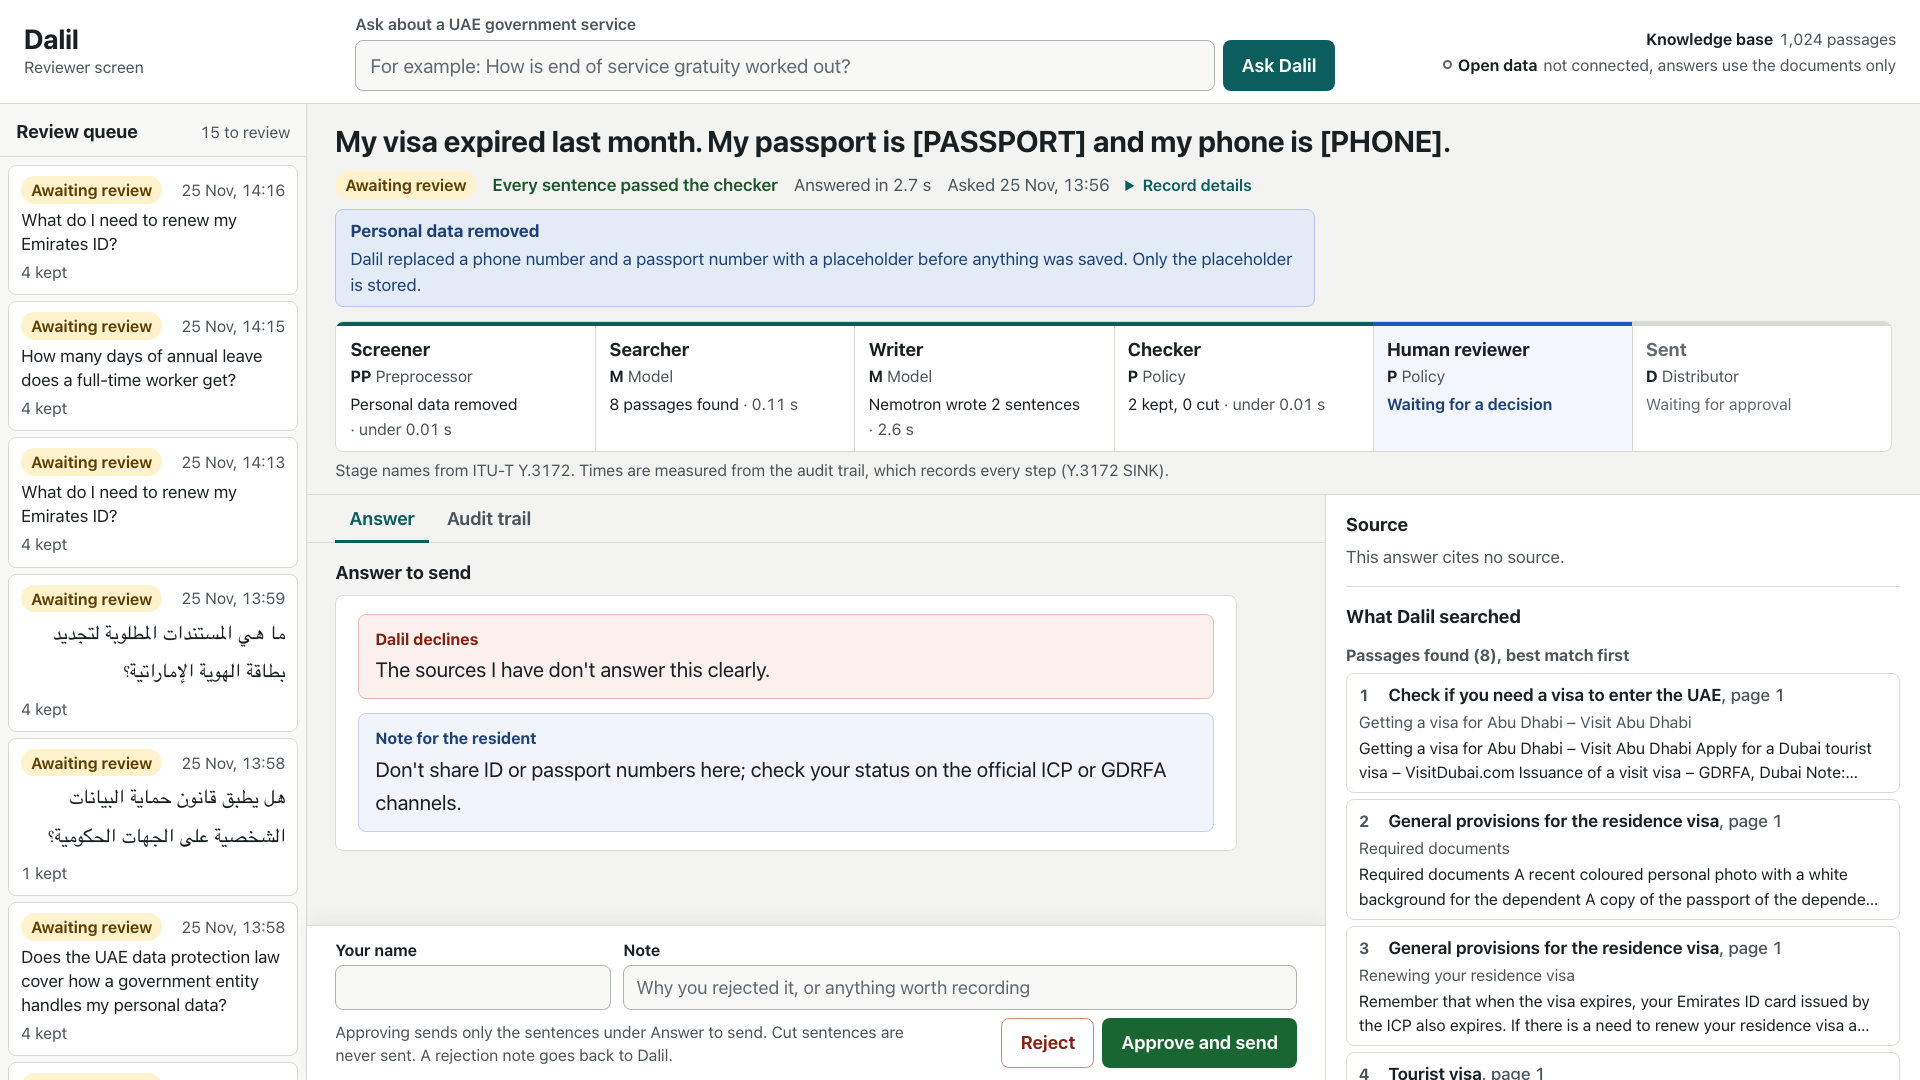 Dalil
Reviewer screen
Ask about a UAE government service
For example: How is end of service gratuity worked out?
Ask Dalil
Knowledge base 1,024 passages
Open data not connected, answers use the documents only
Review queue
15 to review
Awaiting review 25 Nov, 14:16
What do I need to renew my
Emirates ID?
4 kept
Awaiting review 25 Nov, 14:15
How many days of annual leave
does a full-time worker get?
4 kept
Awaiting review 25 Nov, 14:13
What do I need to renew my
Emirates ID?
4 kept
Awaiting review 25 Nov, 13:59
ما هي المستندات المطلوبة لتجديد
بطاقة الهوية الإماراتية؟
4 kept
Awaiting review 25 Nov, 13:58
هل يطبق قانون حماية البيانات
الشخصية على الجهات الحكومية؟
1 kept
Awaiting review 25 Nov, 13:58
Does the UAE data protection law
cover how a government entity
handles my personal data?
4 kept
My visa expired last month. My passport is [PASSPORT] and my phone is [PHONE].
Awaiting review Every sentence passed the checker Answered in 2.7 s Asked 25 Nov, 13:56 ▶ Record details
Personal data removed
Dalil replaced a phone number and a passport number with a placeholder before anything was saved. Only the placeholder
is stored.
Screener
PP Preprocessor
Personal data removed
· under 0.01 s
Searcher
M Model
8 passages found · 0.11 s
Writer
M Model
Nemotron wrote 2 sentences
· 2.6 s
Checker
P Policy
2 kept, 0 cut · under 0.01 s
Human reviewer
P Policy
Waiting for a decision
Sent
D Distributor
Waiting for approval
Stage names from ITU-T Y.3172. Times are measured from the audit trail, which records every step (Y.3172 SINK).
Answer
Audit trail
Answer to send
Dalil declines
The sources I have don't answer this clearly.
Note for the resident
Don't share ID or passport numbers here; check your status on the official ICP or GDRFA
channels.
Your name
Note
Why you rejected it, or anything worth recording
Approving sends only the sentences under Answer to send. Cut sentences are
never sent. A rejection note goes back to Dalil.
Reject
Approve and send
Source
This answer cites no source.
What Dalil searched
Passages found (8), best match first
1 Check if you need a visa to enter the UAE, page 1
Getting a visa for Abu Dhabi – Visit Abu Dhabi
Getting a visa for Abu Dhabi – Visit Abu Dhabi Apply for a Dubai tourist
visa – VisitDubai.com Issuance of a visit visa – GDRFA, Dubai Note:...
2 General provisions for the residence visa, page 1
Required documents
Required documents A recent coloured personal photo with a white
background for the dependent A copy of the passport of the depende...
3 General provisions for the residence visa, page 1
Renewing your residence visa
Remember that when the visa expires, your Emirates ID card issued by
the ICP also expires. If there is a need to renew your residence visa a...
4 Tourist visa, page 1